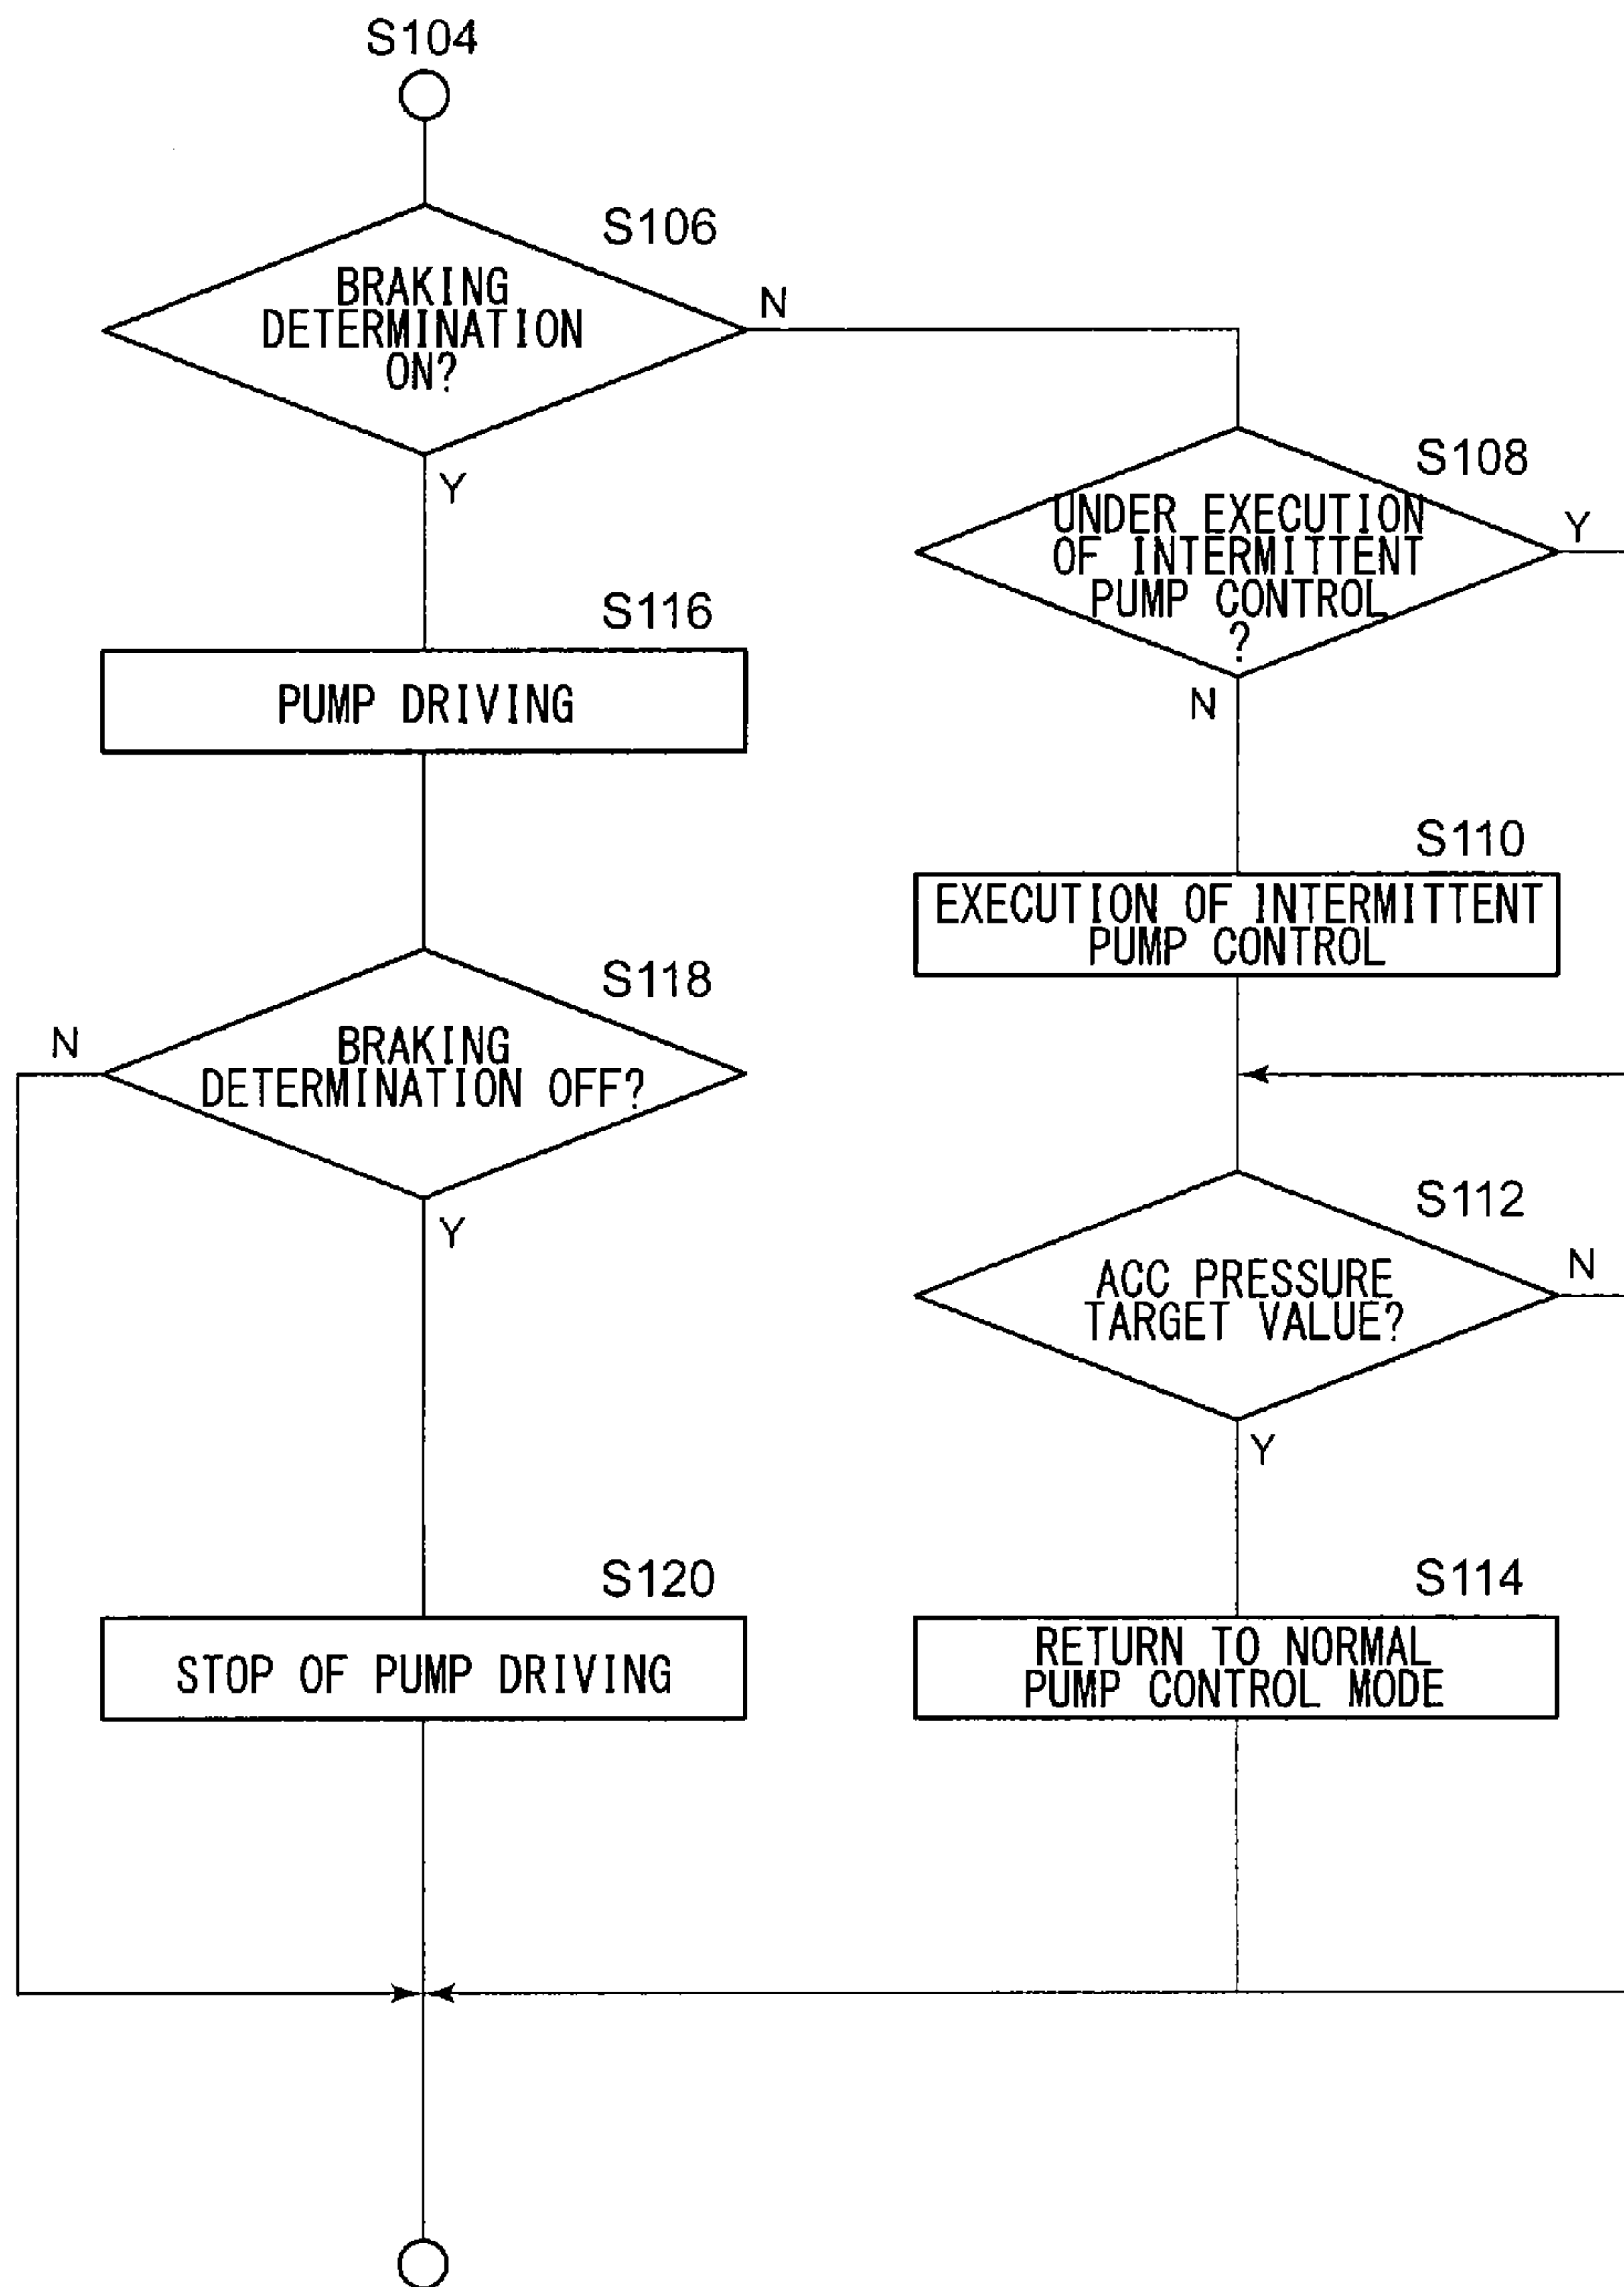 S104
S106
BRAKING
DETERMINATION
ON?
N
Y
S108
UNDER EXECUTION
OF INTERMITTENT
PUMP CONTROL
?
Y
N
S116
PUMP DRIVING
S110
EXECUTION OF INTERMITTENT
PUMP CONTROL
S118
BRAKING
DETERMINATION OFF?
N
Y
S112
ACC PRESSURE
TARGET VALUE?
N
Y
S120
STOP OF PUMP DRIVING
S114
RETURN TO NORMAL
PUMP CONTROL MODE